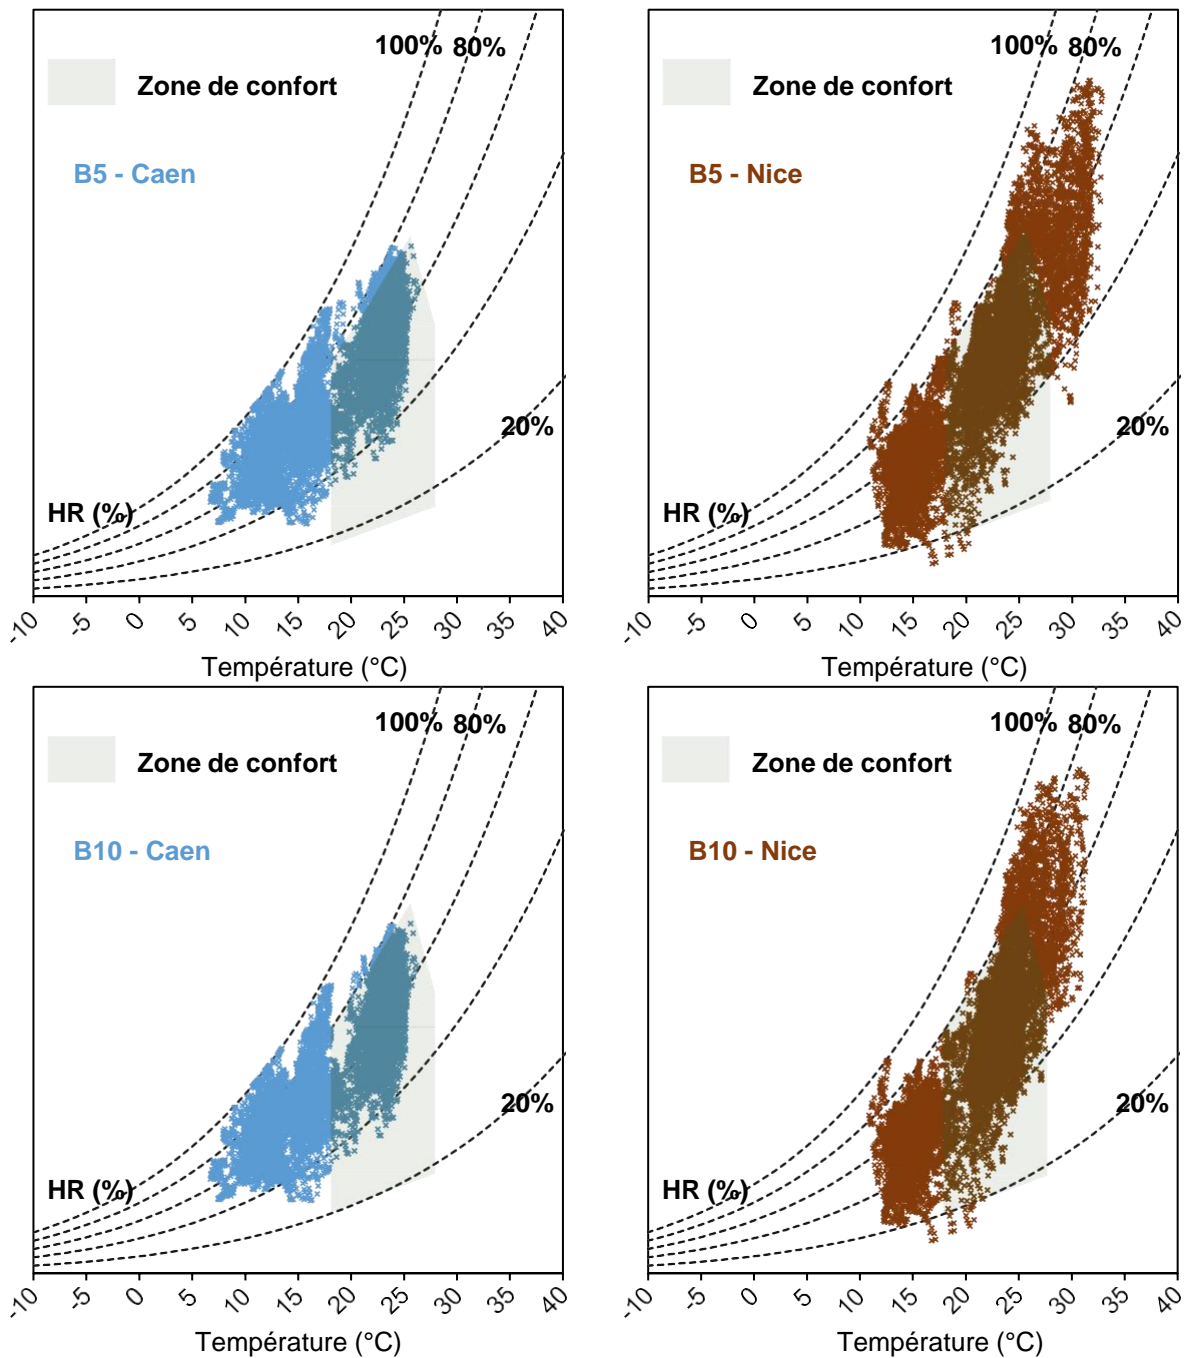 100% 80%
Zone de confort
B5 - Caen
20%
HR (%)
-10 -5 0 5 10 15 20 25 30 35 40
Température (°C)
100% 80%
Zone de confort
B5 - Nice
20%
HR (%)
-10 -5 0 5 10 15 20 25 30 35 40
Température (°C)
100% 80%
Zone de confort
B10 - Caen
20%
HR (%)
-10 -5 0 5 10 15 20 25 30 35 40
Température (°C)
100% 80%
Zone de confort
B10 - Nice
20%
HR (%)
-10 -5 0 5 10 15 20 25 30 35 40
Température (°C)